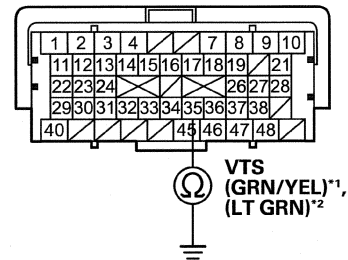 1 2 3 4 7 8 9 10
11 12 13 14 15 16 17 18 19 21
22 23 24 26 27 28
29 30 31 32 33 34 35 36 37 38
40 45 46 47 48
Ω VTS
(GRN/YEL)*1,
(LT GRN)*2